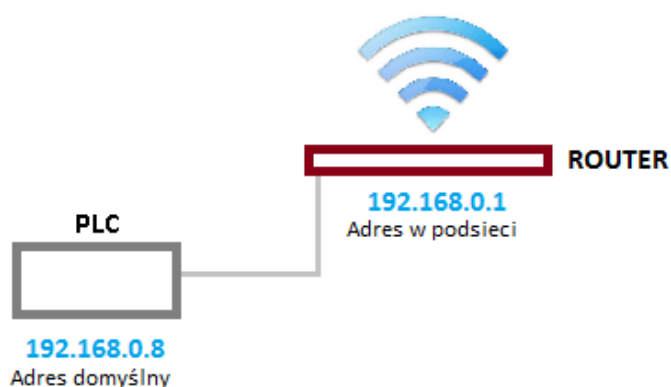 ROUTER
192.168.0.1
Adres w podsieci
PLC
192.168.0.8
Adres domyślny